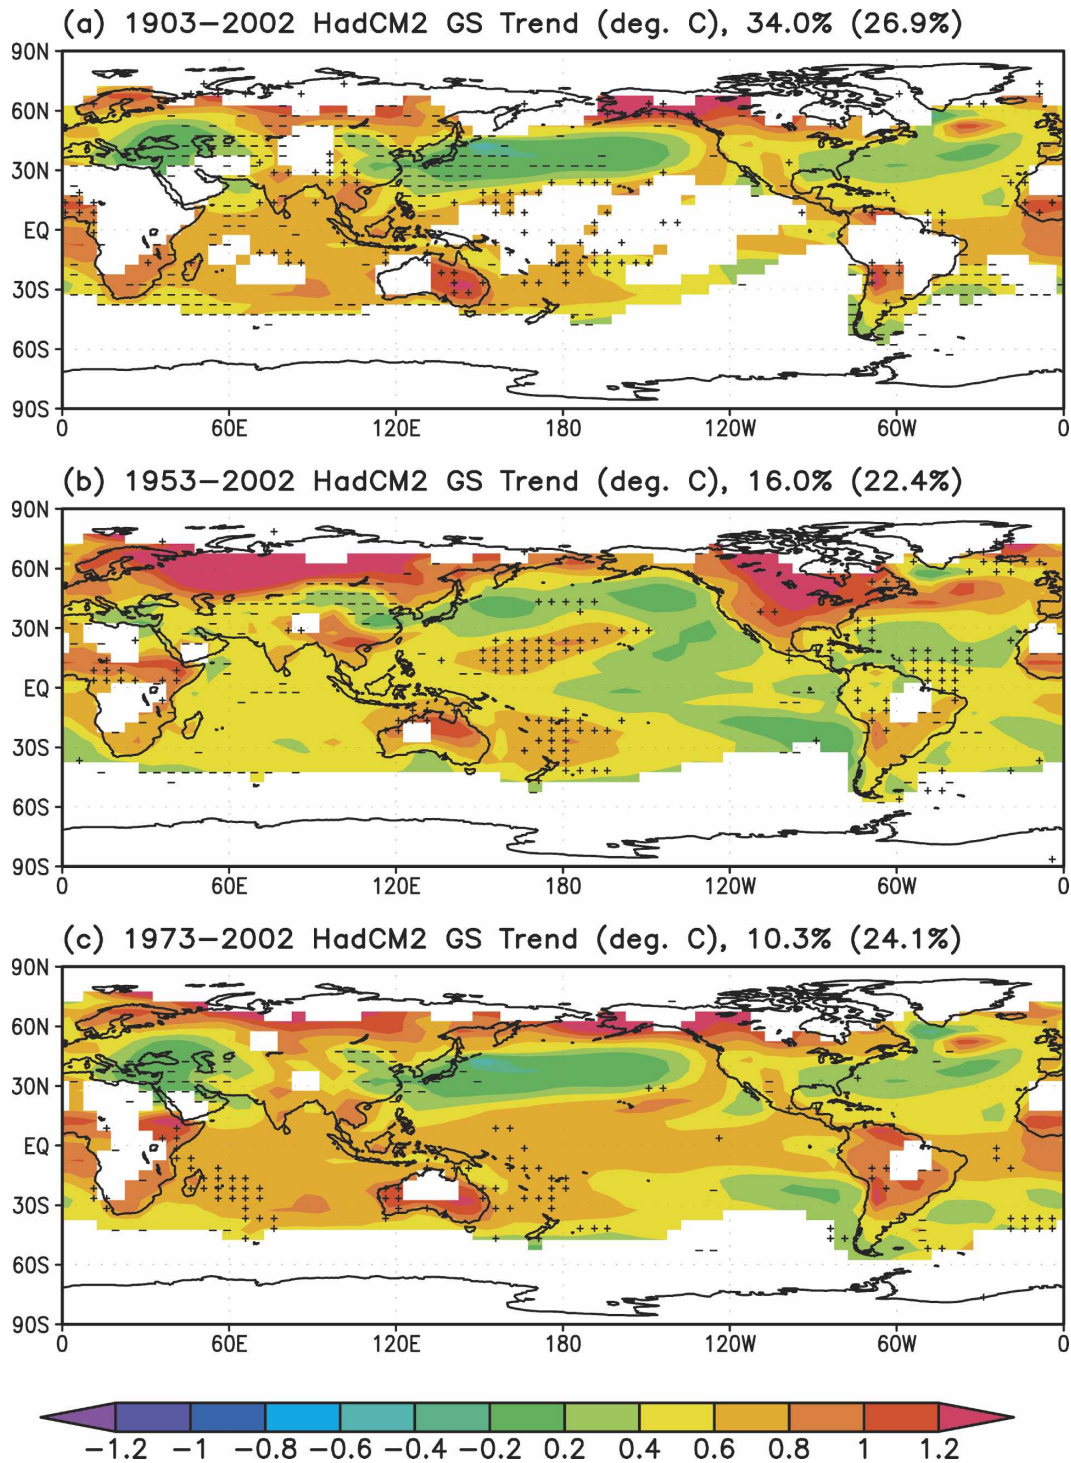 (a) 1903−2002 HadCM2 GS Trend (deg. C), 34.0% (26.9%)
90N
60N
30N
EQ
30S
60S
90S
0 60E 120E 180 120W 60W 0
(b) 1953−2002 HadCM2 GS Trend (deg. C), 16.0% (22.4%)
90N
60N
30N
EQ
30S
60S
90S
0 60E 120E 180 120W 60W 0
(c) 1973−2002 HadCM2 GS Trend (deg. C), 10.3% (24.1%)
90N
60N
30N
EQ
30S
60S
90S
0 60E 120E 180 120W 60W 0
−1.2 −1 −0.8 −0.6 −0.4 −0.2 0.2 0.4 0.6 0.8 1 1.2